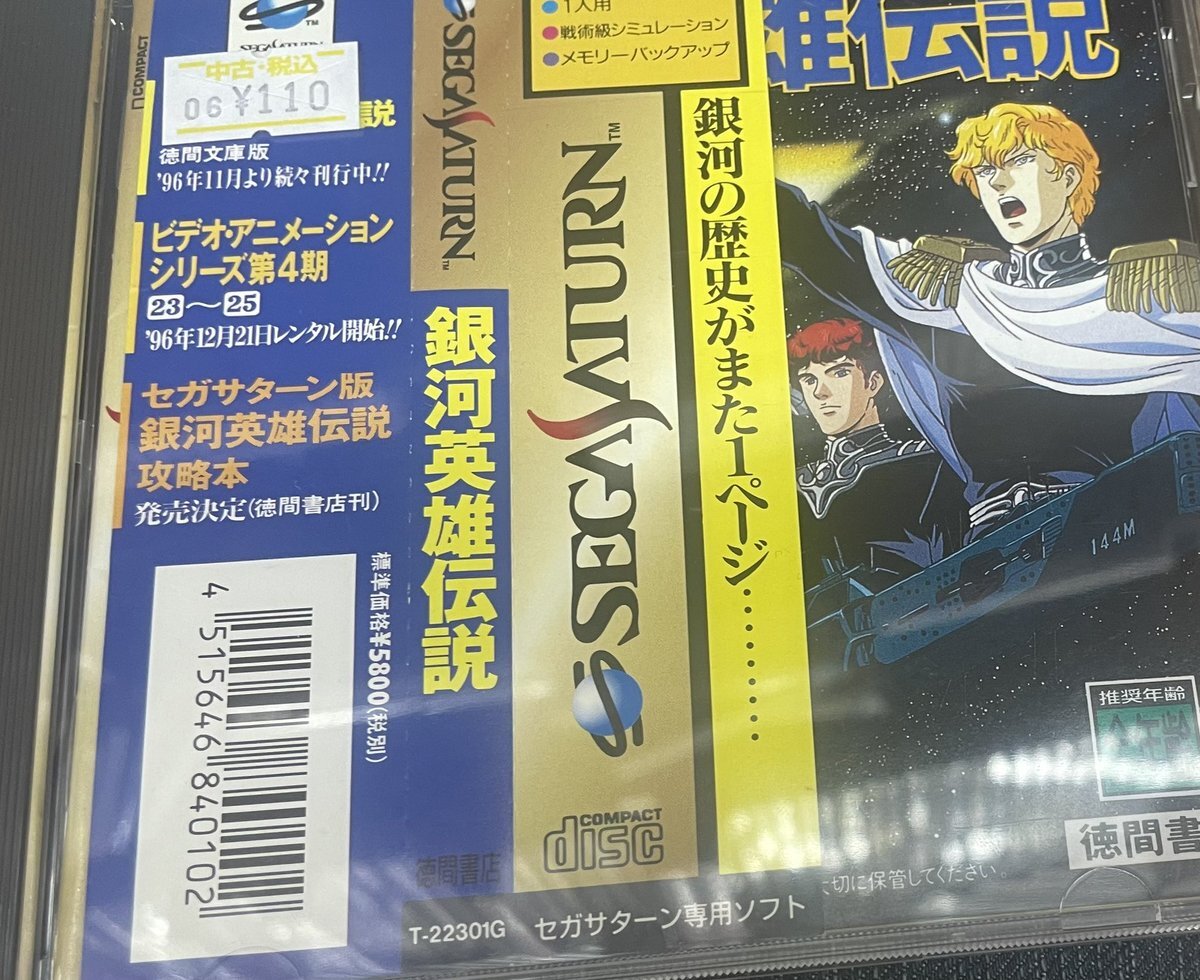 COMPACT
SEGA SATURN
TM
中古・税込
06 ¥110
説
徳間文庫版
'96年11月より続々刊行中!!
ビデオ・アニメーション
シリーズ第4期
23〜25
'96年12月21日レンタル開始!!
セガサターン版
銀河英雄伝説
攻略本
発売決定(徳間書店刊)
標準価格¥5800(税別)
4 515646 840102
SEGA SATURN
TM
銀河英雄伝説
徳間書店
1人用
戦術級シミュレーション
メモリーバックアップ
SEGA SATURN
TM
COMPACT
disc
銀河の歴史がまた1ページ………
T-22301G セガサターン専用ソフト
雄伝説
144M
推奨年齢
全年齢
徳間書
切に保管してください。